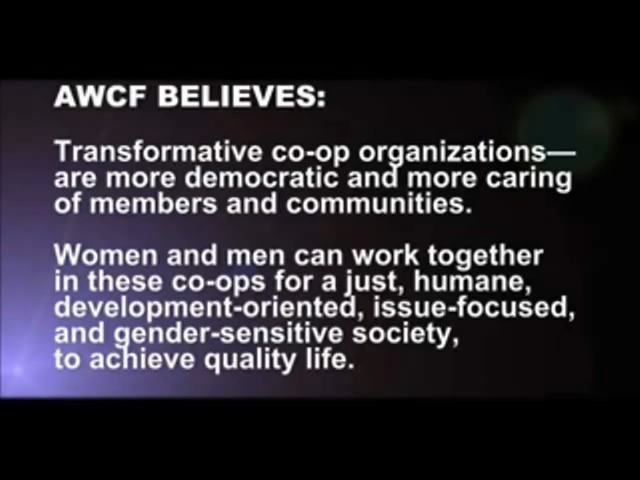 AWCF BELIEVES:
Transformative co-op organizations—
are more democratic and more caring
of members and communities.
Women and men can work together
in these co-ops for a just, humane,
development-oriented, issue-focused,
and gender-sensitive society,
to achieve quality life.